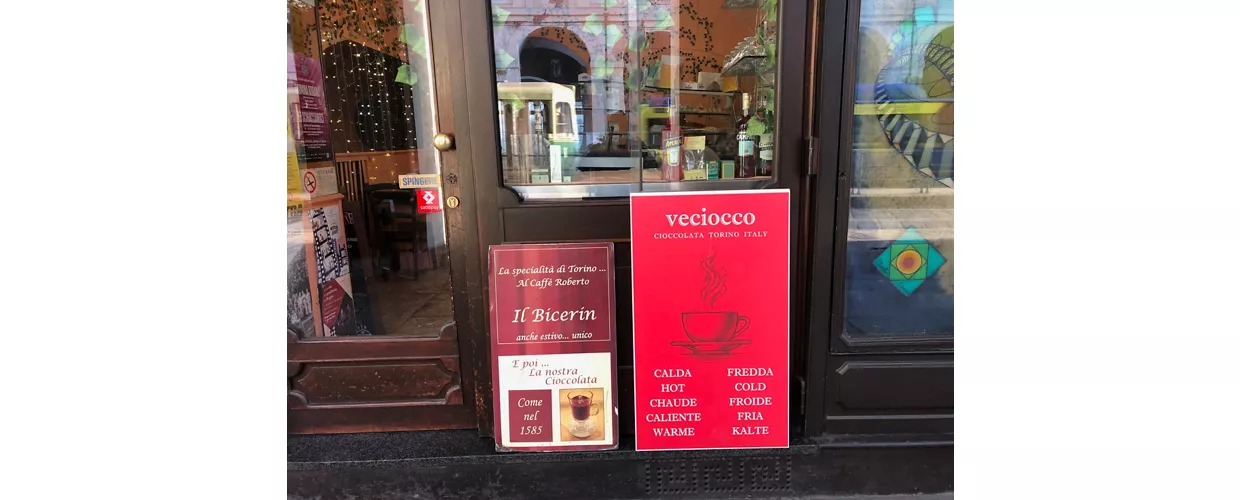 SPINGERE
La specialità di Torino ...
Al Caffè Roberto
Il Bicerin
anche estivo... unico
E poi ...
La nostra
Cioccolata
Come
nel
1585
veciocco
CIOCCOLATA TORINO ITALY
CALDA FREDDA
HOT COLD
CHAUDE FROIDE
CALIENTE FRIA
WARME KALTE